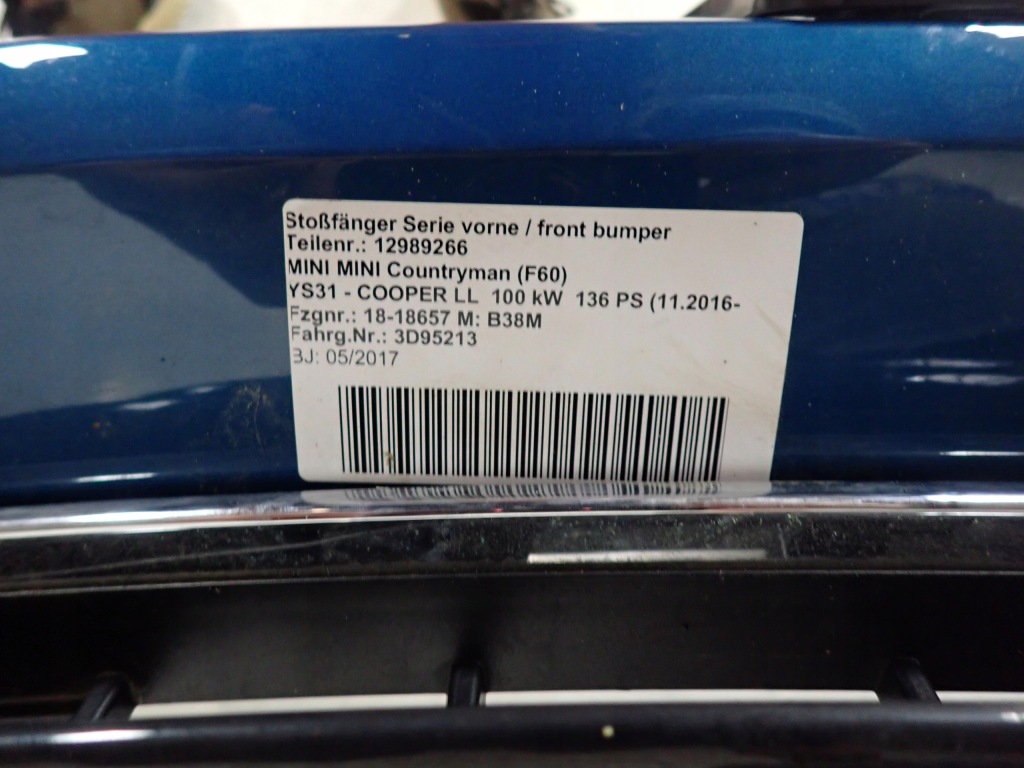 Stoßfänger Serie vorne / front bumper
Teilenr.: 12989266
MINI MINI Countryman (F60)
YS31 - COOPER LL 100 kW 136 PS (11.2016-
Fzgnr.: 18-18657 M: B38M
Fahrg.Nr.: 3D95213
BJ: 05/2017